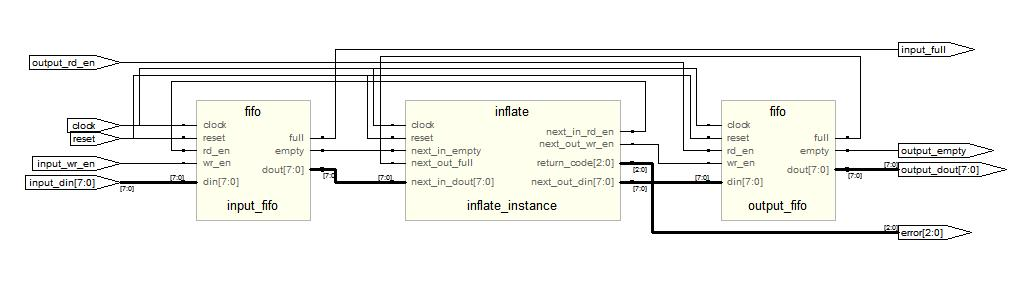 input_full
output_rd_en
fifo
inflate
fifo
clock
clock
clock
clock
next_in_rd_en
reset
reset
full
reset
reset
full
next_out_wr_en
rd_en
empty
next_in_empty
rd_en
empty
output_empty
input_wr_en
wr_en
next_out_full
return_code[2:0]
wr_en
dout[7:0]
[7:0]
[2:0]
dout[7:0]
[7:0]
[7:0]
output_dout[7:0]
input_din[7:0]
[7:0]
[7:0]
din[7:0]
[7:0]
next_in_dout[7:0]
next_out_din[7:0]
[7:0]
[7:0]
din[7:0]
input_fifo
inflate_instance
output_fifo
[2:0]
error[2:0]